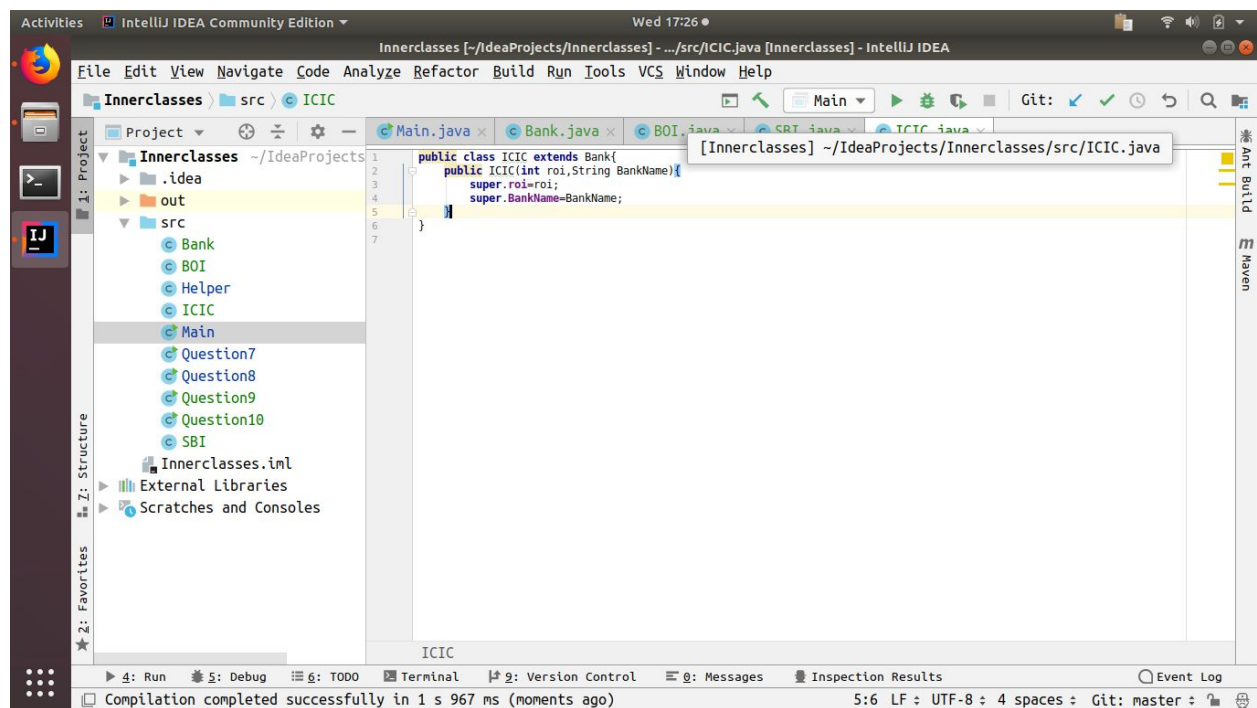 Activities IntelliJ IDEA Community Edition Wed 17:26
Innerclasses [~/IdeaProjects/Innerclasses] - .../src/ICIC.java [Innerclasses] - IntelliJ IDEA
File Edit View Navigate Code Analyze Refactor Build Run Tools VCS Window Help
Innerclasses src ICIC Main Git:
Project Main.java Bank.java BOI.java SBI.java ICIC.java
[Innerclasses] ~/IdeaProjects/Innerclasses/src/ICIC.java
1: Project
Innerclasses ~/IdeaProjects
.idea
out
src
Bank
BOI
Helper
ICIC
Main
Question7
Question8
Question9
Question10
SBI
Innerclasses.iml
External Libraries
Scratches and Consoles
1 public class ICIC extends Bank{
2 public ICIC(int roi,String BankName){
3 super.roi=roi;
4 super.BankName=BankName;
5 }
6 }
7
Ant Build
m Maven
7: Structure
2: Favorites
ICIC
4: Run 5: Debug 6: TODO Terminal 9: Version Control 0: Messages Inspection Results Event Log
Compilation completed successfully in 1 s 967 ms (moments ago) 5:6 LF UTF-8 4 spaces Git: master
IJ